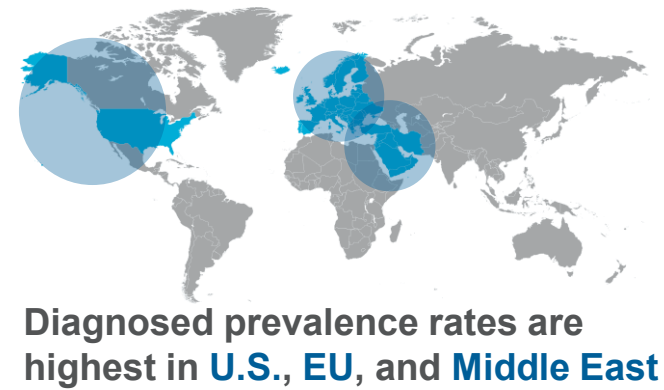 Diagnosed prevalence rates are
highest in U.S., EU, and Middle East